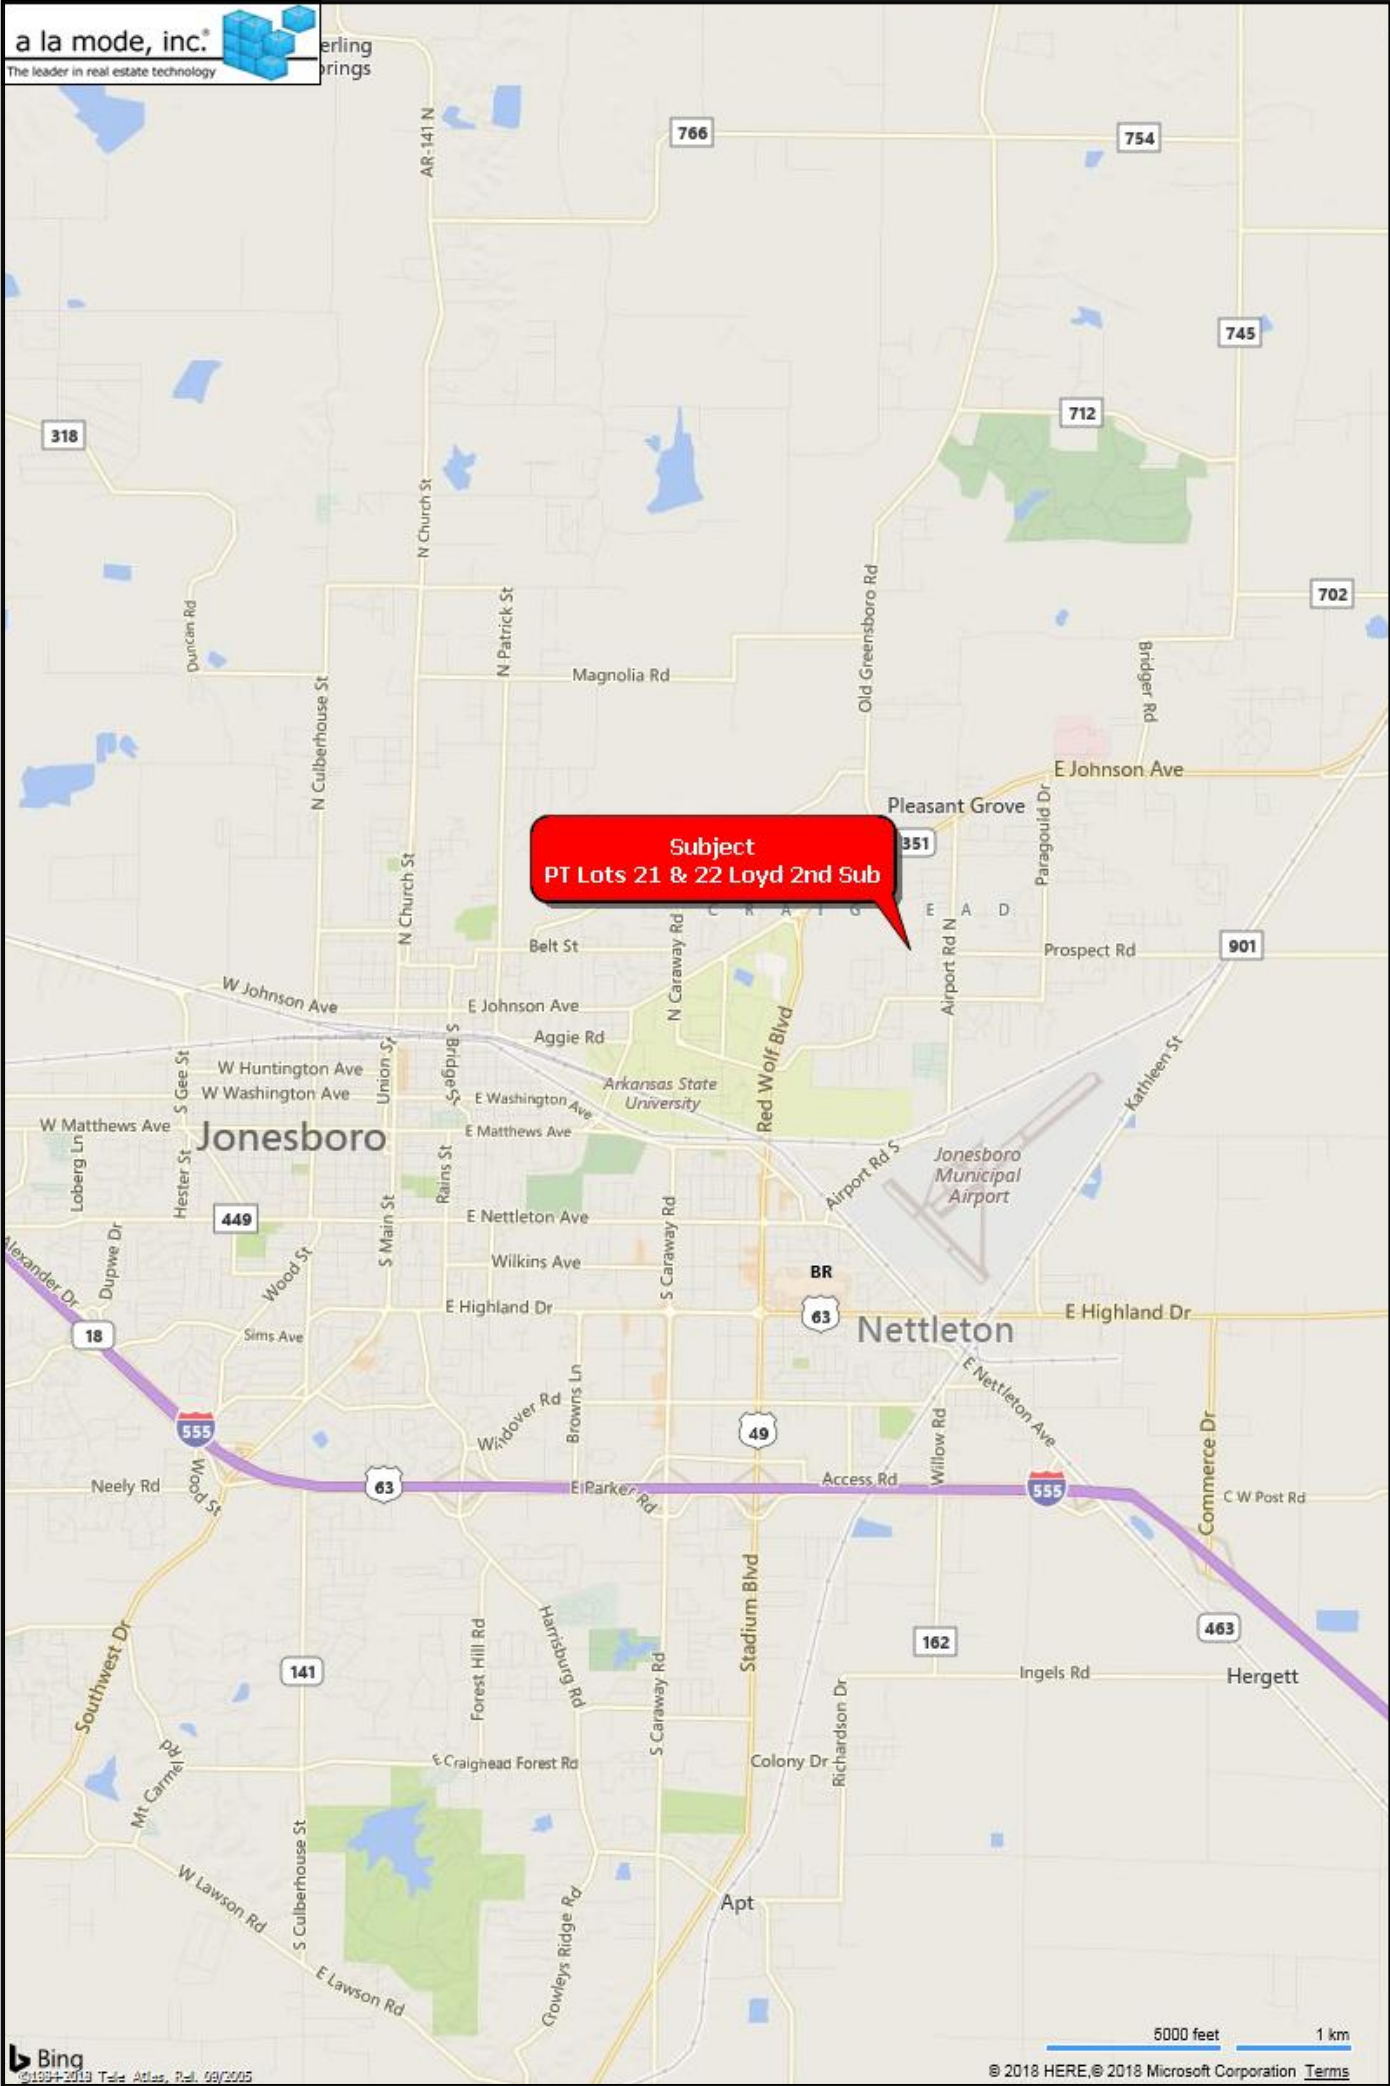 a la mode, inc.®
The leader in real estate technology
erling
prings
AR-141 N
766
754
745
712
318
N Church St
702
Duncan Rd
N Patrick St
Old Greensboro Rd
Magnolia Rd
Bridger Rd
N Culberhouse St
E Johnson Ave
Pleasant Grove
Paragould Dr
351
Subject
PT Lots 21 & 22 Loyd 2nd Sub
C R A I G E A D
N Church St
N Caraway Rd
Airport Rd N
Belt St
Prospect Rd
901
W Johnson Ave
E Johnson Ave
Aggie Rd
Red Wolf Blvd
S Gee St
Union St
S Bridge St
W Huntington Ave
W Washington Ave
Arkansas State
University
E Washington Ave
Kathleen St
W Matthews Ave
E Matthews Ave
Jonesboro
Loberg Ln
Hester St
Rains St
Airport Rd S
Jonesboro
Municipal
Airport
449
S Main St
E Nettleton Ave
S Caraway Rd
Alexander Dr
Dupwe Dr
Wood St
Wilkins Ave
BR
63
E Highland Dr
E Highland Dr
18
Sims Ave
Nettleton
E Nettleton Ave
Browns Ln
Windover Rd
555
49
Willow Rd
Commerce Dr
Neely Rd
Wood St
63
E Parker Rd
Access Rd
555
C W Post Rd
Stadium Blvd
Southwest Dr
Forest Hill Rd
Harrisburg Rd
463
162
141
S Caraway Rd
Ingels Rd
Hergett
Richardson Dr
Mt Carmel Rd
E Craighead Forest Rd
Colony Dr
S Culberhouse St
W Lawson Rd
Apt
Crowleys Ridge Rd
E Lawson Rd
5000 feet
1 km
Bing
©1984-2013 Tele Atlas, Rel. 09/2005
© 2018 HERE,© 2018 Microsoft Corporation Terms